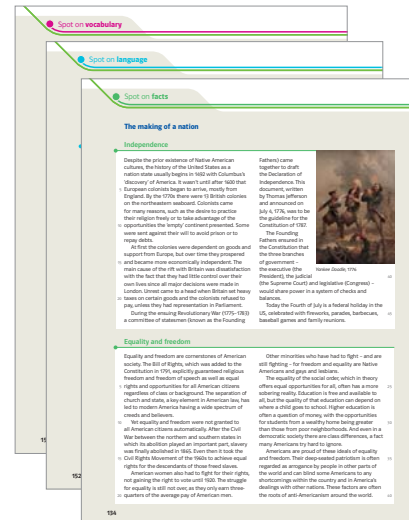 Spot on vocabulary
Spot on language
Spot on facts
The making of a nation
Independence
Despite the prior existence of Native American
cultures, the history of the United States as a
nation state usually begins in 1492 with Columbus's
'discovery' of America. It wasn't until after 1600 that
5 European colonists began to arrive, mostly from
England. By the 1770s there were 13 British colonies
on the northeastern seaboard. Colonists came
for many reasons, such as the desire to practice
their religion freely or to take advantage of the
10 opportunities the 'empty' continent presented. Some
were sent against their will to avoid prison or to
repay debts.
At first the colonies were dependent on goods and
support from Europe, but over time they prospered
15 and became more economically independent. The
main cause of the rift with Britain was dissatisfaction
with the fact that they had little control over their
own lives since all major decisions were made in
London. Unrest came to a head when Britain set heavy
20 taxes on certain goods and the colonists refused to
pay, unless they had representation in Parliament.
During the ensuing Revolutionary War (1775–1783)
a committee of statesmen (known as the Founding
Fathers) came
together to draft
the Declaration of
Independence. This
document, written
by Thomas Jefferson
and announced on
July 4, 1776, was to be
the guideline for the
Constitution of 1787.
The Founding
Fathers ensured in
the Constitution that
the three branches
of government –
the executive (the
President), the judicial
(the Supreme Court) and legislative (Congress) –
would share power in a system of checks and
balances.
Today the Fourth of July is a federal holiday in the
US, celebrated with fireworks, parades, barbecues,
baseball games and family reunions.
Yankee Doodle, 1776
40
45
Equality and freedom
Equality and freedom are cornerstones of American
society. The Bill of Rights, which was added to the
Constitution in 1791, explicitly guaranteed religious
freedom and freedom of speech as well as equal
5 rights and opportunities for all American citizens
regardless of class or background. The separation of
church and state, a key element in American law, has
led to modern America having a wide spectrum of
creeds and believers.
10 Yet equality and freedom were not granted to
all American citizens automatically. After the Civil
War between the northern and southern states in
which its abolition played an important part, slavery
was finally abolished in 1865. Even then it took the
15 Civil Rights Movement of the 1960s to achieve equal
rights for the descendants of those freed slaves.
American women also had to fight for their rights,
not gaining the right to vote until 1920. The struggle
for equality is still not over, as they only earn three-
20 quarters of the average pay of American men.
Other minorities who have had to fight – and are
still fighting – for freedom and equality are Native
Americans and gays and lesbians.
The equality of the social order, which in theory
offers equal opportunities for all, often has a more 25
sobering reality. Education is free and available to
all, but the quality of that education can depend on
where a child goes to school. Higher education is
often a question of money, with the opportunities
for students from a wealthy home being greater 30
than those from poor neighborhoods. And even in a
democratic society there are class differences, a fact
many Americans try hard to ignore.
Americans are proud of these ideals of equality
and freedom. Their deep-seated patriotism is often 35
regarded as arrogance by people in other parts of
the world and can blind some Americans to any
shortcomings within the country and in America's
dealings with other nations. These factors are often
the roots of anti-Americanism around the world. 40
15
152
134